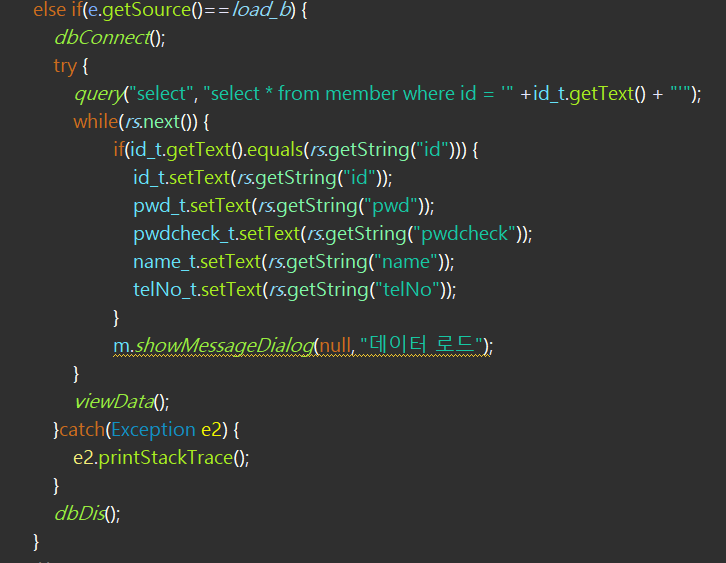 else if(e.getSource()==load_b) {
dbConnect();
try {
query("select", "select * from member where id = '" +id_t.getText() + "'");
while(rs.next()) {
if(id_t.getText().equals(rs.getString("id"))) {
id_t.setText(rs.getString("id"));
pwd_t.setText(rs.getString("pwd"));
pwdcheck_t.setText(rs.getString("pwdcheck"));
name_t.setText(rs.getString("name"));
telNo_t.setText(rs.getString("telNo"));
}
m.showMessageDialog(null, "데이터 로드");
}
viewData();
}catch(Exception e2) {
e2.printStackTrace();
}
dbDis();
}